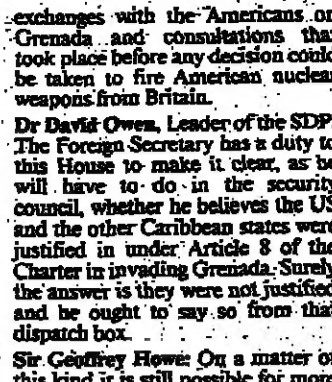 exchanges with the Americans on
Grenada and consultations that
took place before any decision could
be taken to fire American nuclear
weapons from Britain.
Dr David Owen, Leader of the SDP:
The Foreign Secretary has a duty to
this House to make it clear, as he
will have to do in the security
council, whether he believes the US
and the other Caribbean states were
justified in under Article 8 of the
Charter in invading Grenada. Surely
the answer is they were not justified
and he ought to say so from that
dispatch box.
Sir Geoffrey Howe: On a matter of
this kind it is still possible for more